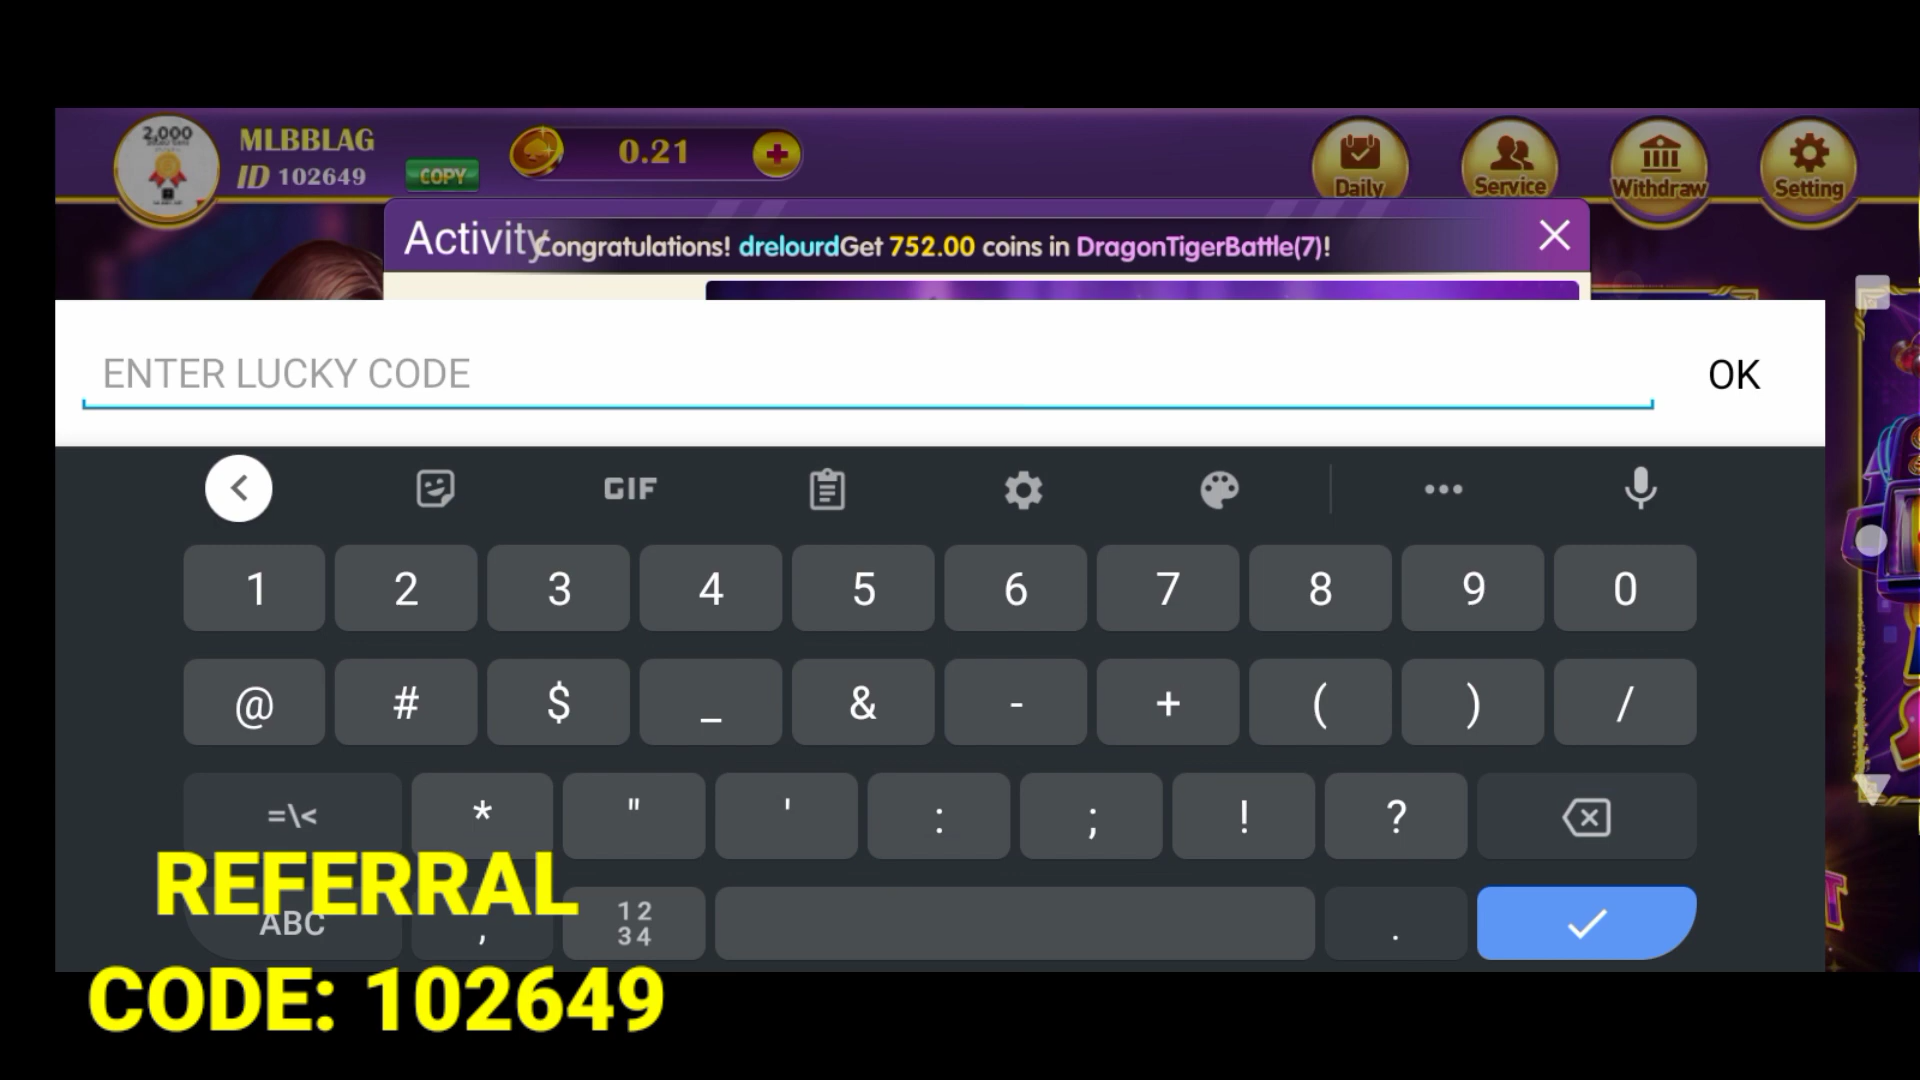 2,000
MLBBLAG
ID 102649
COPY
0.21
Daily
Service
Withdraw
Setting
Activity
Congratulations! drelourdGet 752.00 coins in DragonTigerBattle(7)!
ENTER LUCKY CODE
OK
GIF
1 2 3 4 5 6 7 8 9 0
@ # $ _ & - + ( ) /
=\< * " ' : ; ! ?
ABC , 12 34 .
REFERRAL
CODE: 102649